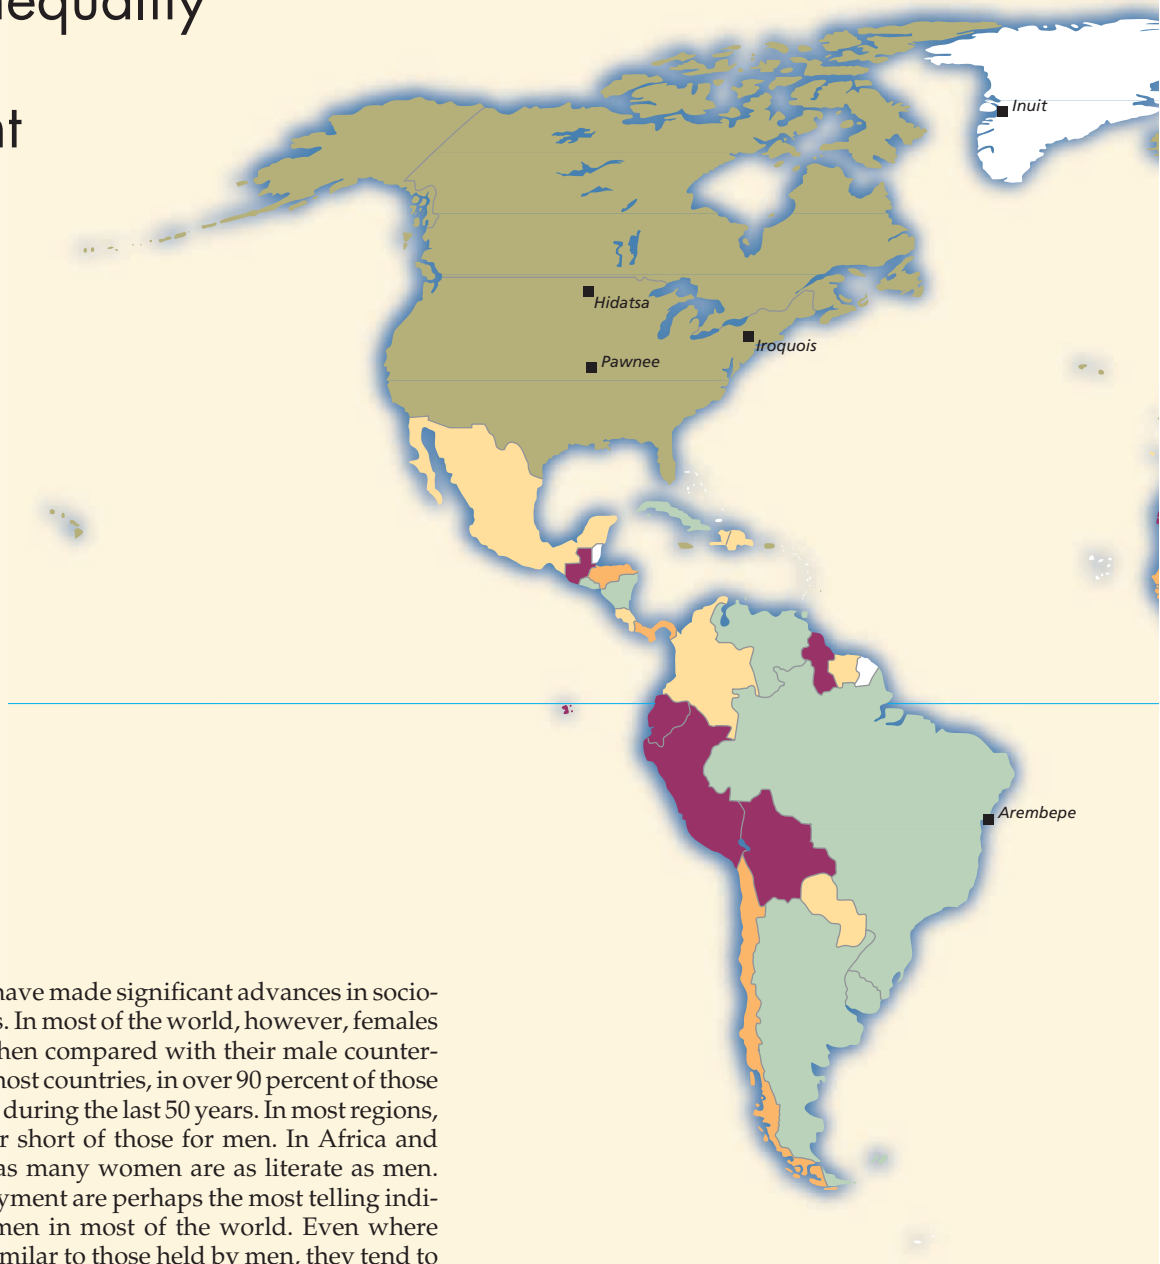 equality
nt
Inuit
Hidatsa
Iroquois
Pawnee
Arembepe
have made significant advances in socio-
s. In most of the world, however, females
hen compared with their male counter-
nost countries, in over 90 percent of those
during the last 50 years. In most regions,
r short of those for men. In Africa and
as many women are as literate as men.
yment are perhaps the most telling indi-
men in most of the world. Even where
milar to those held by men, they tend to